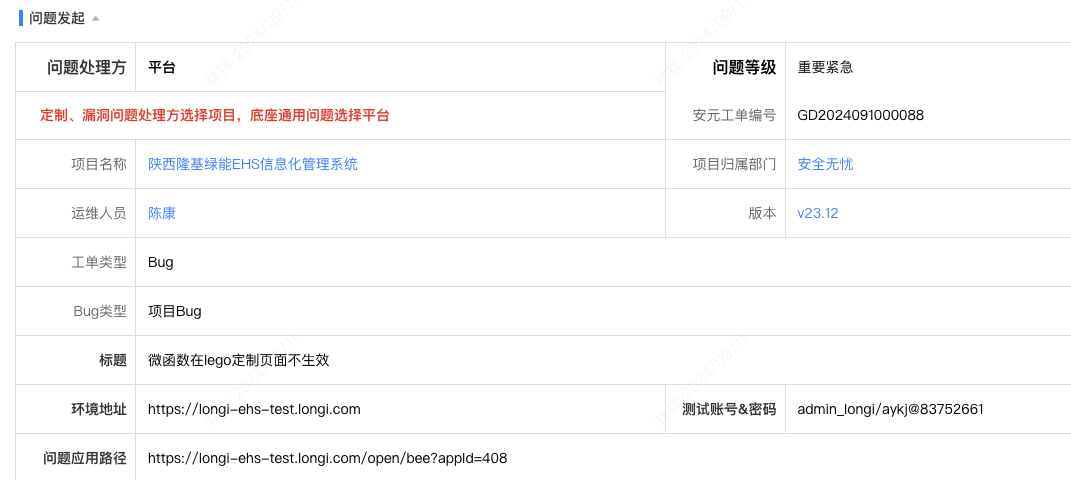 问题发起
问题处理方 平台 问题等级 重要紧急
定制、漏洞问题处理方选择项目，底座通用问题选择平台 安元工单编号 GD2024091000088
项目名称 陕西隆基绿能EHS信息化管理系统 项目归属部门 安全无忧
运维人员 陈康 版本 v23.12
工单类型 Bug
Bug类型 项目Bug
标题 微函数在lego定制页面不生效
环境地址 https://longi-ehs-test.longi.com 测试账号&密码 admin_longi/aykj@83752661
问题应用路径 https://longi-ehs-test.longi.com/open/bee?appId=408